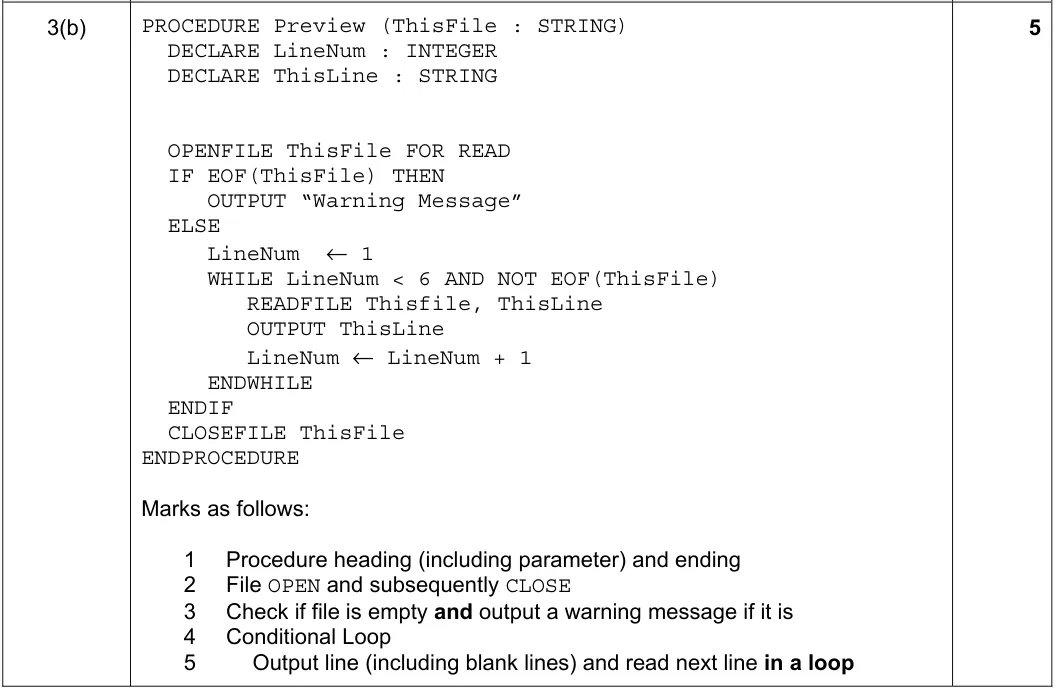 3(b) PROCEDURE Preview (ThisFile : STRING) 5
DECLARE LineNum : INTEGER
DECLARE ThisLine : STRING
OPENFILE ThisFile FOR READ
IF EOF(ThisFile) THEN
OUTPUT “Warning Message”
ELSE
LineNum ← 1
WHILE LineNum < 6 AND NOT EOF(ThisFile)
READFILE Thisfile, ThisLine
OUTPUT ThisLine
LineNum ← LineNum + 1
ENDWHILE
ENDIF
CLOSEFILE ThisFile
ENDPROCEDURE
Marks as follows:
1 Procedure heading (including parameter) and ending
2 File OPEN and subsequently CLOSE
3 Check if file is empty and output a warning message if it is
4 Conditional Loop
5 Output line (including blank lines) and read next line in a loop